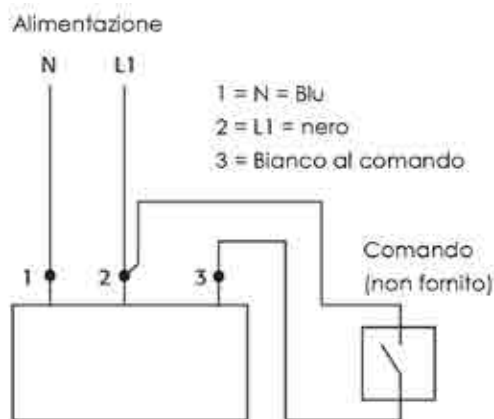 Alimentazione
N L1
1 = N = Blu
2 = L1 = nero
3 = Bianco al comando
1 2 3
Comando
(non fornito)